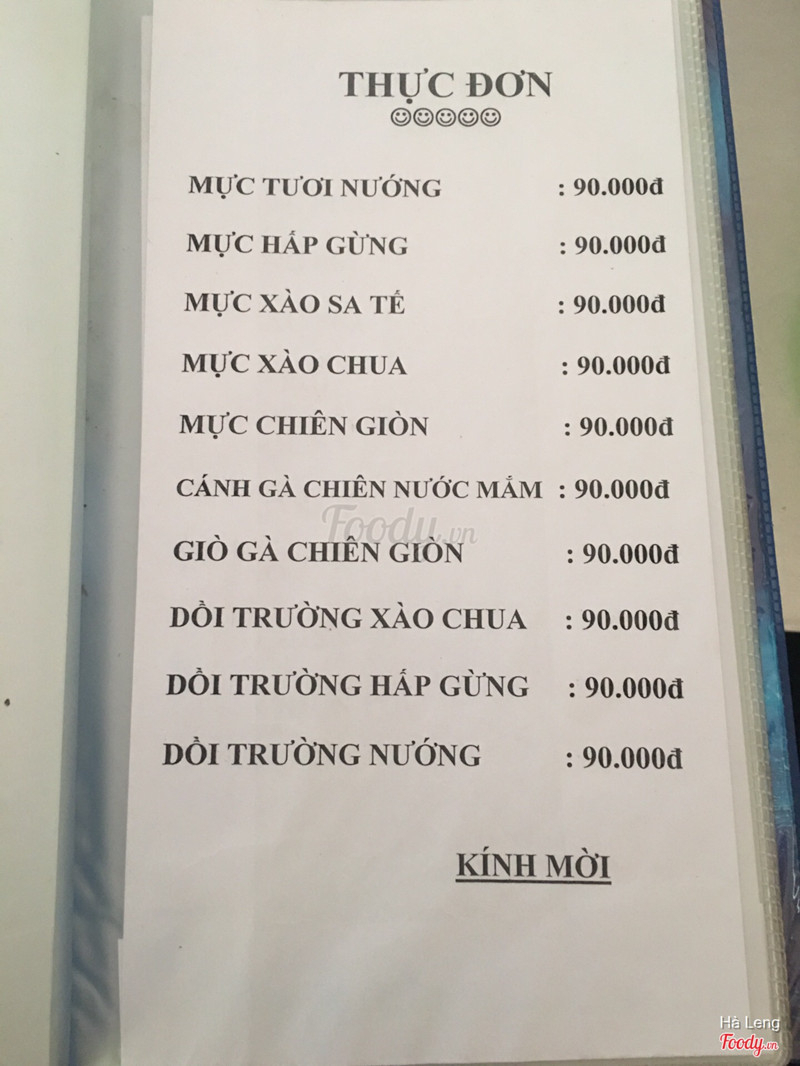 THỰC ĐƠN
☺☺☺☺☺
MỰC TƯƠI NƯỚNG : 90.000đ
MỰC HẤP GỪNG : 90.000đ
MỰC XÀO SA TẾ : 90.000đ
MỰC XÀO CHUA : 90.000đ
MỰC CHIÊN GIÒN : 90.000đ
CÁNH GÀ CHIÊN NƯỚC MẮM : 90.000đ
Foody.vn
GIÒ GÀ CHIÊN GIÒN : 90.000đ
DỒI TRƯỜNG XÀO CHUA : 90.000đ
DỒI TRƯỜNG HẤP GỪNG : 90.000đ
DỒI TRƯỜNG NƯỚNG : 90.000đ
KÍNH MỜI
Hà Leng
Foody.vn